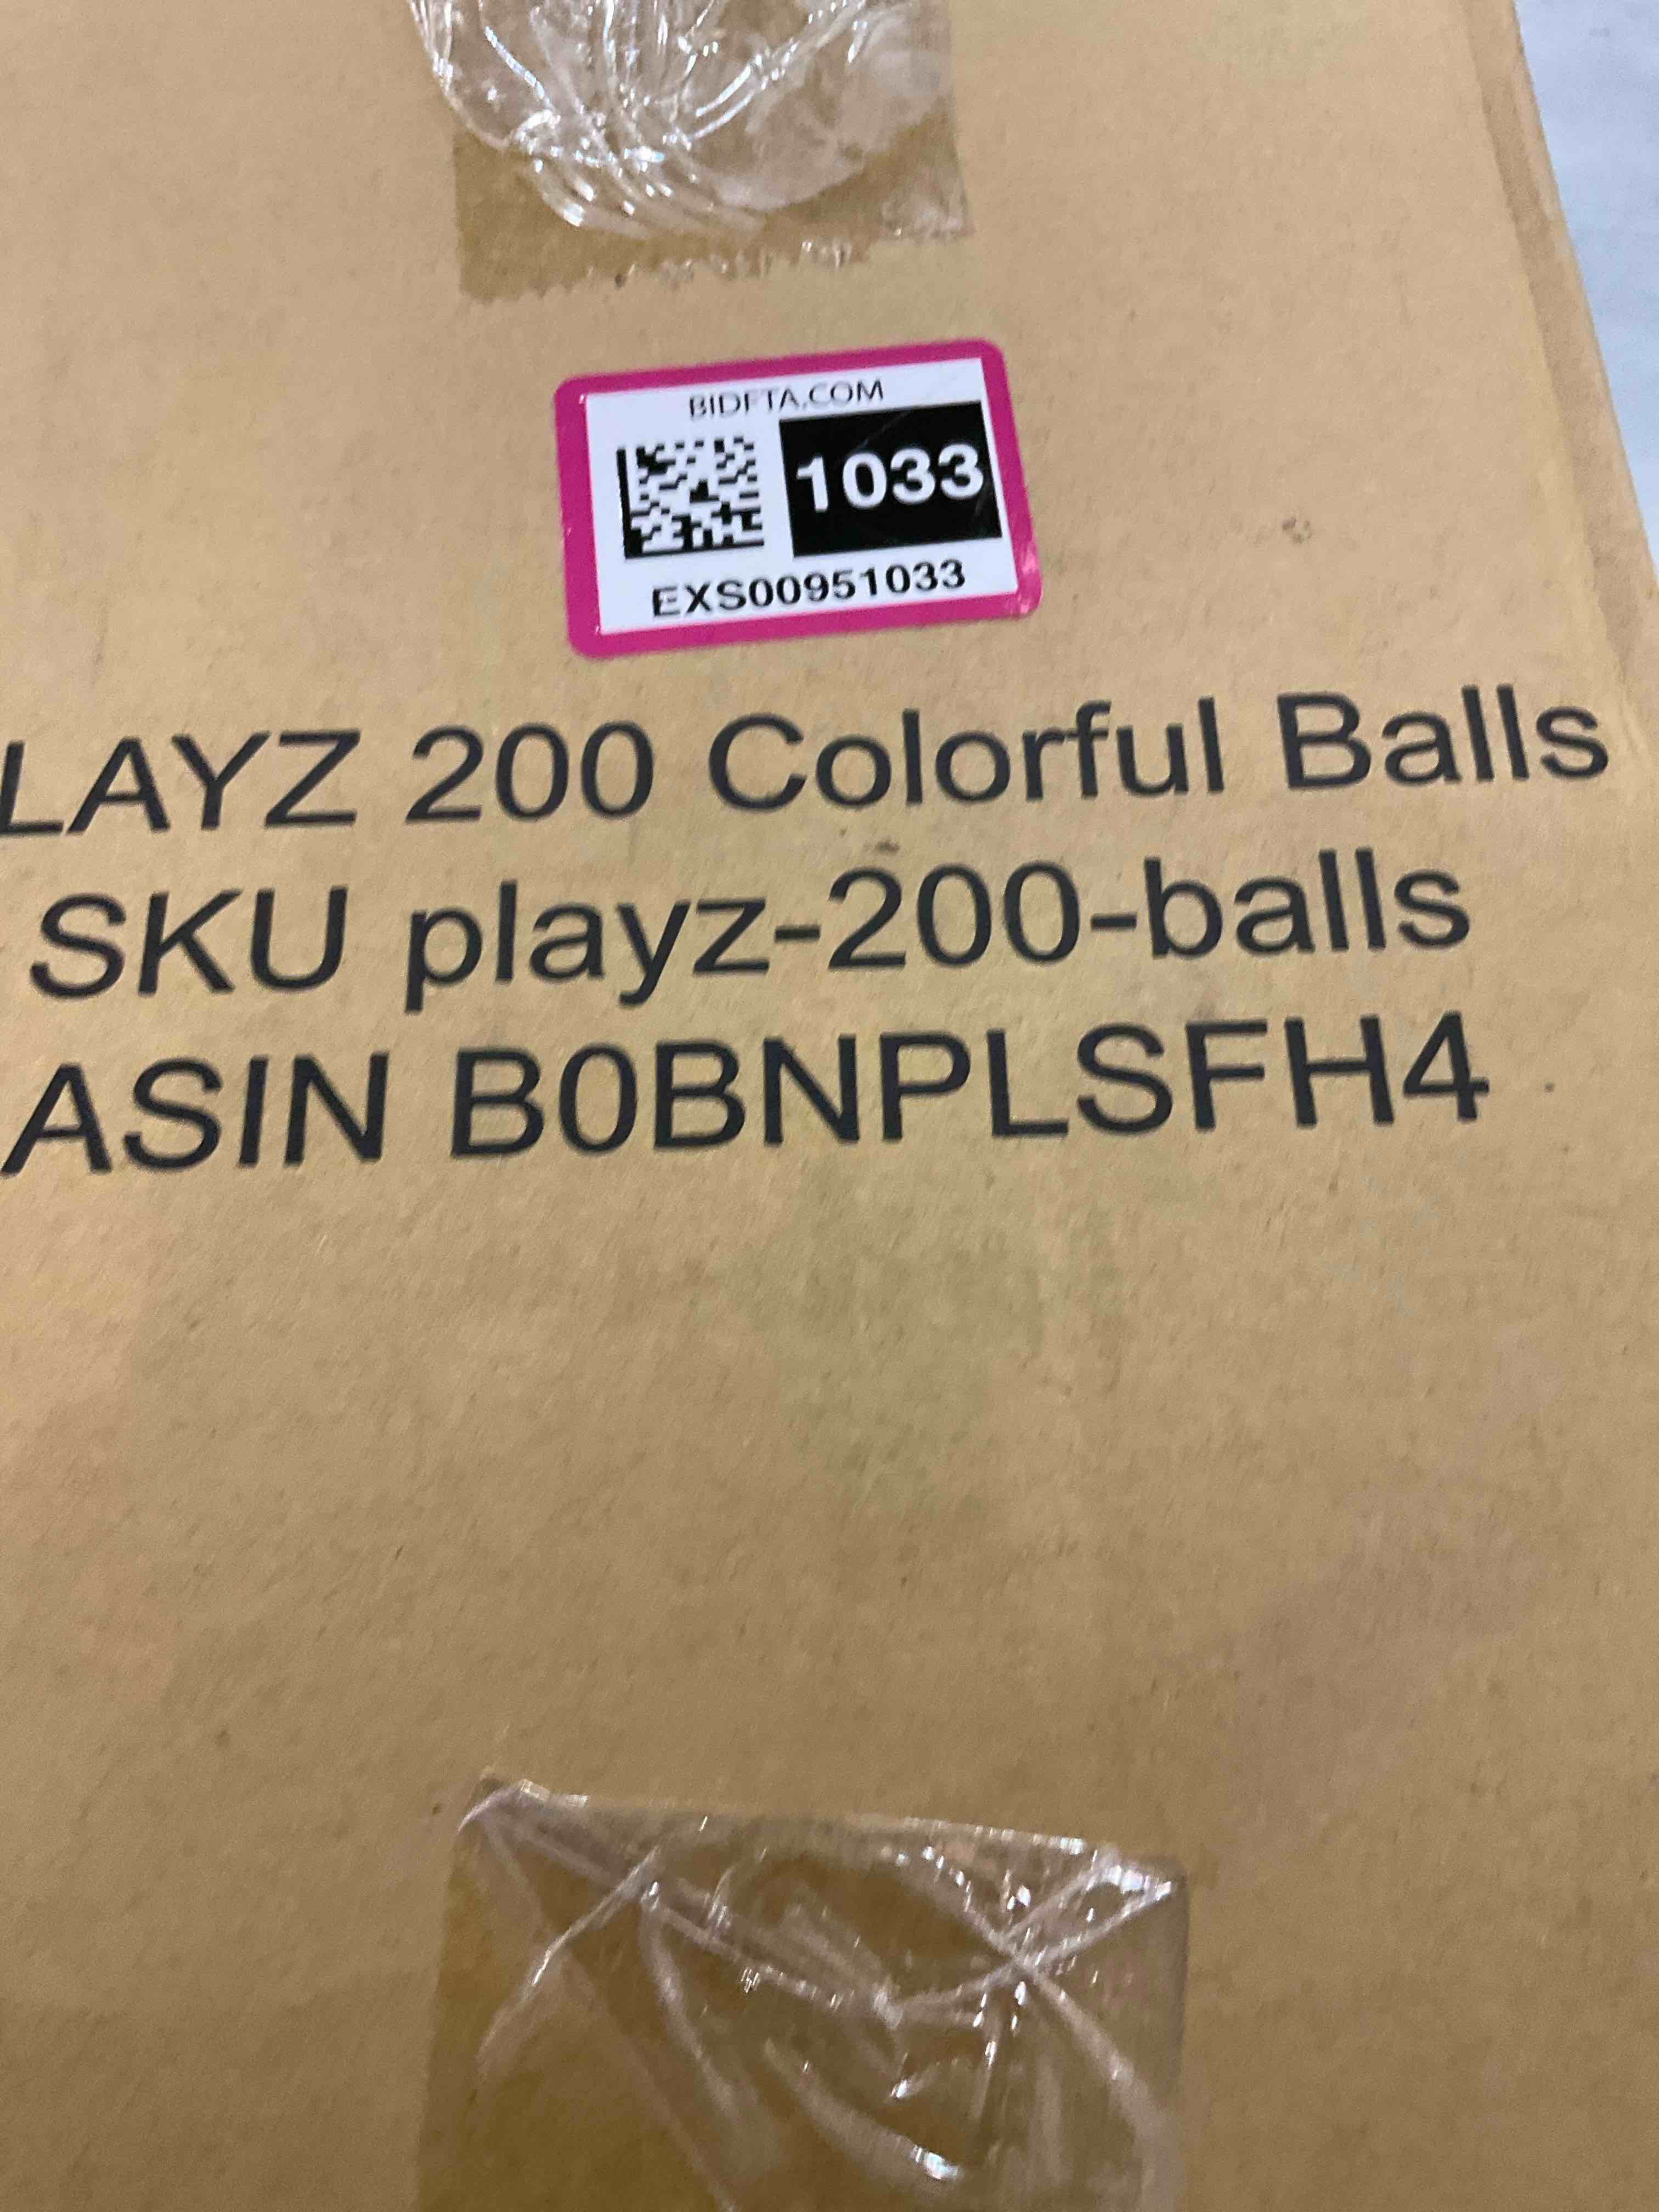 BIDFTA.COM
1033
EXS00951033
LAYZ 200 Colorful Balls
SKU playz-200-balls
ASIN B0BNPLSFH4